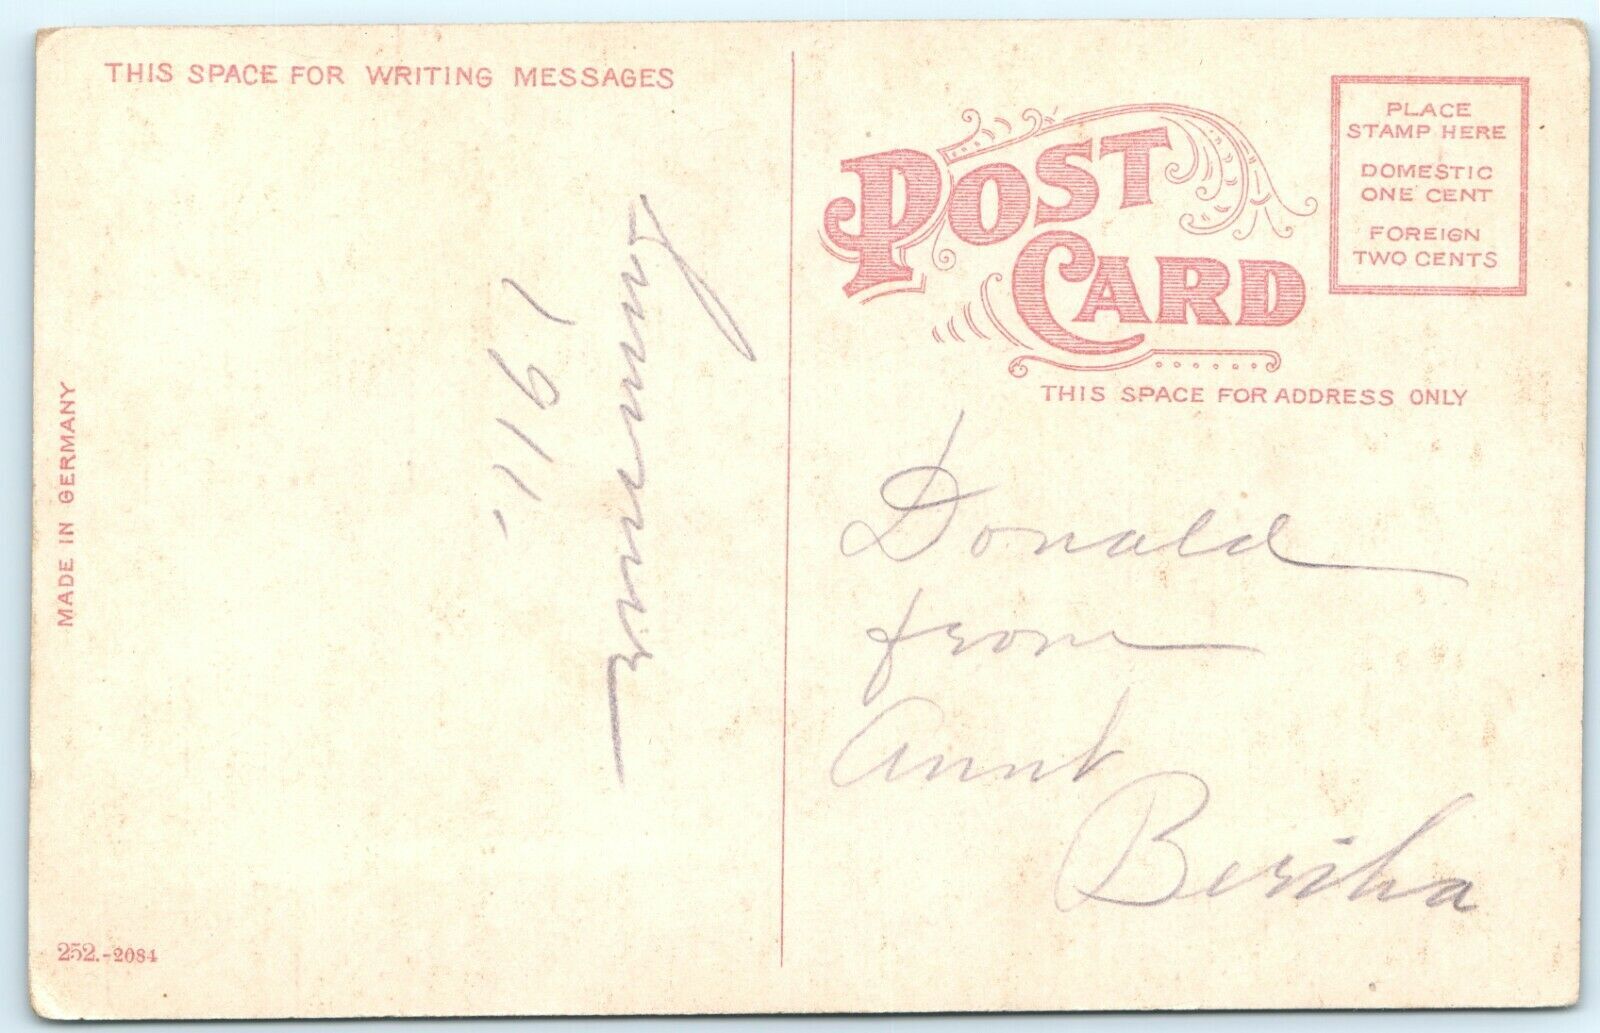 THIS SPACE FOR WRITING MESSAGES
Summer
1911.
MADE IN GERMANY
252.-2084
POST CARD
PLACE
STAMP HERE
DOMESTIC
ONE CENT
FOREIGN
TWO CENTS
THIS SPACE FOR ADDRESS ONLY
Donald
from
Aunt
Bertha